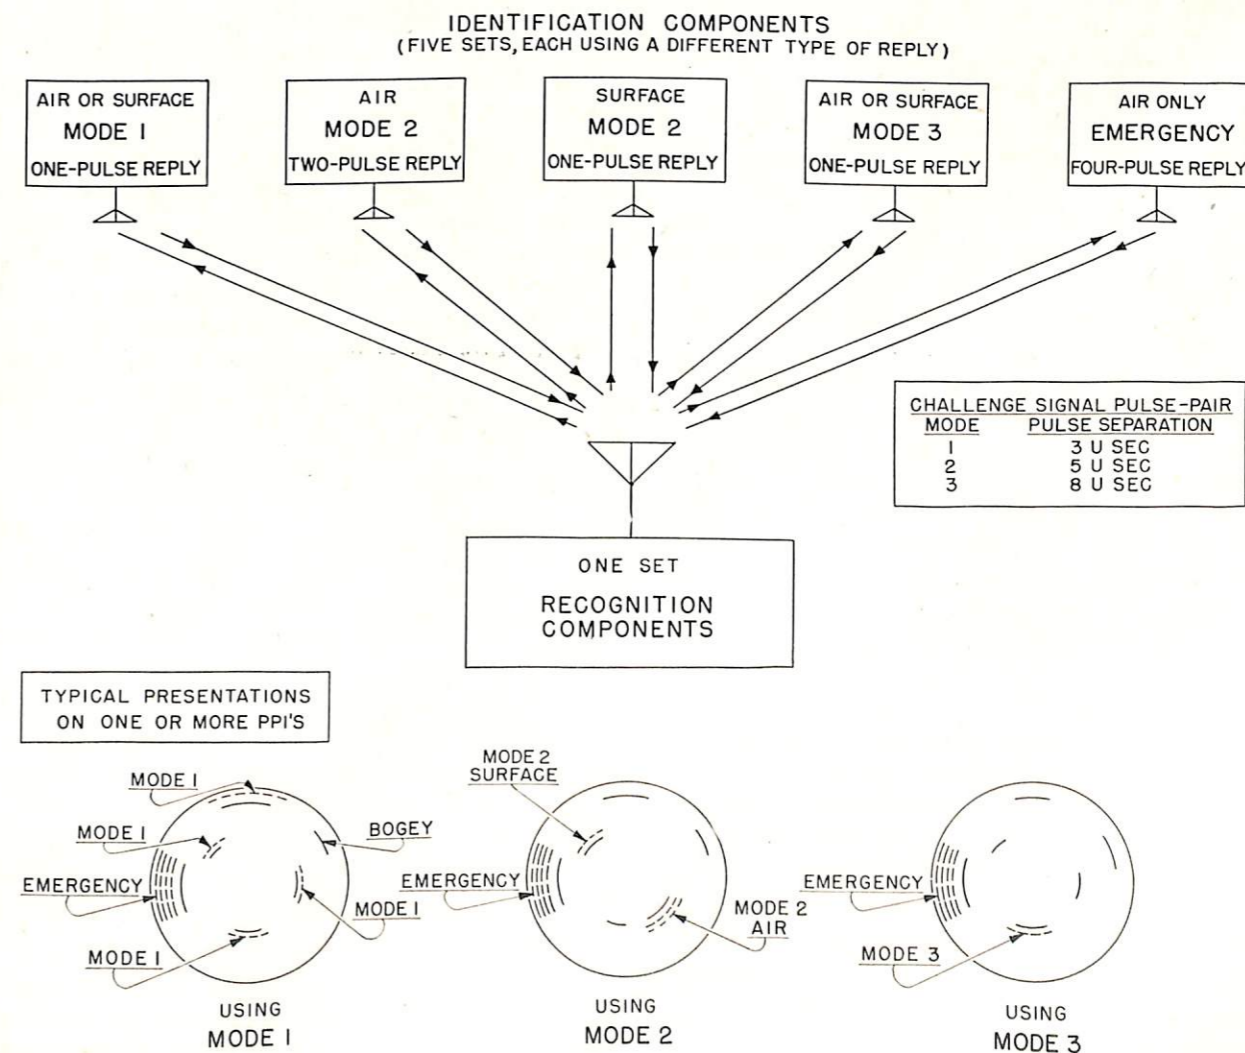 IDENTIFICATION COMPONENTS
(FIVE SETS, EACH USING A DIFFERENT TYPE OF REPLY)
AIR OR SURFACE
MODE 1
ONE-PULSE REPLY
AIR
MODE 2
TWO-PULSE REPLY
SURFACE
MODE 2
ONE-PULSE REPLY
AIR OR SURFACE
MODE 3
ONE-PULSE REPLY
AIR ONLY
EMERGENCY
FOUR-PULSE REPLY
CHALLENGE SIGNAL PULSE-PAIR
MODE PULSE SEPARATION
1 3 U SEC
2 5 U SEC
3 8 U SEC
ONE SET
RECOGNITION
COMPONENTS
TYPICAL PRESENTATIONS
ON ONE OR MORE PPI'S
MODE 1
MODE 1
BOGEY
EMERGENCY
MODE 1
MODE 1
USING
MODE 1
MODE 2
SURFACE
EMERGENCY
MODE 2
AIR
USING
MODE 2
EMERGENCY
MODE 3
USING
MODE 3